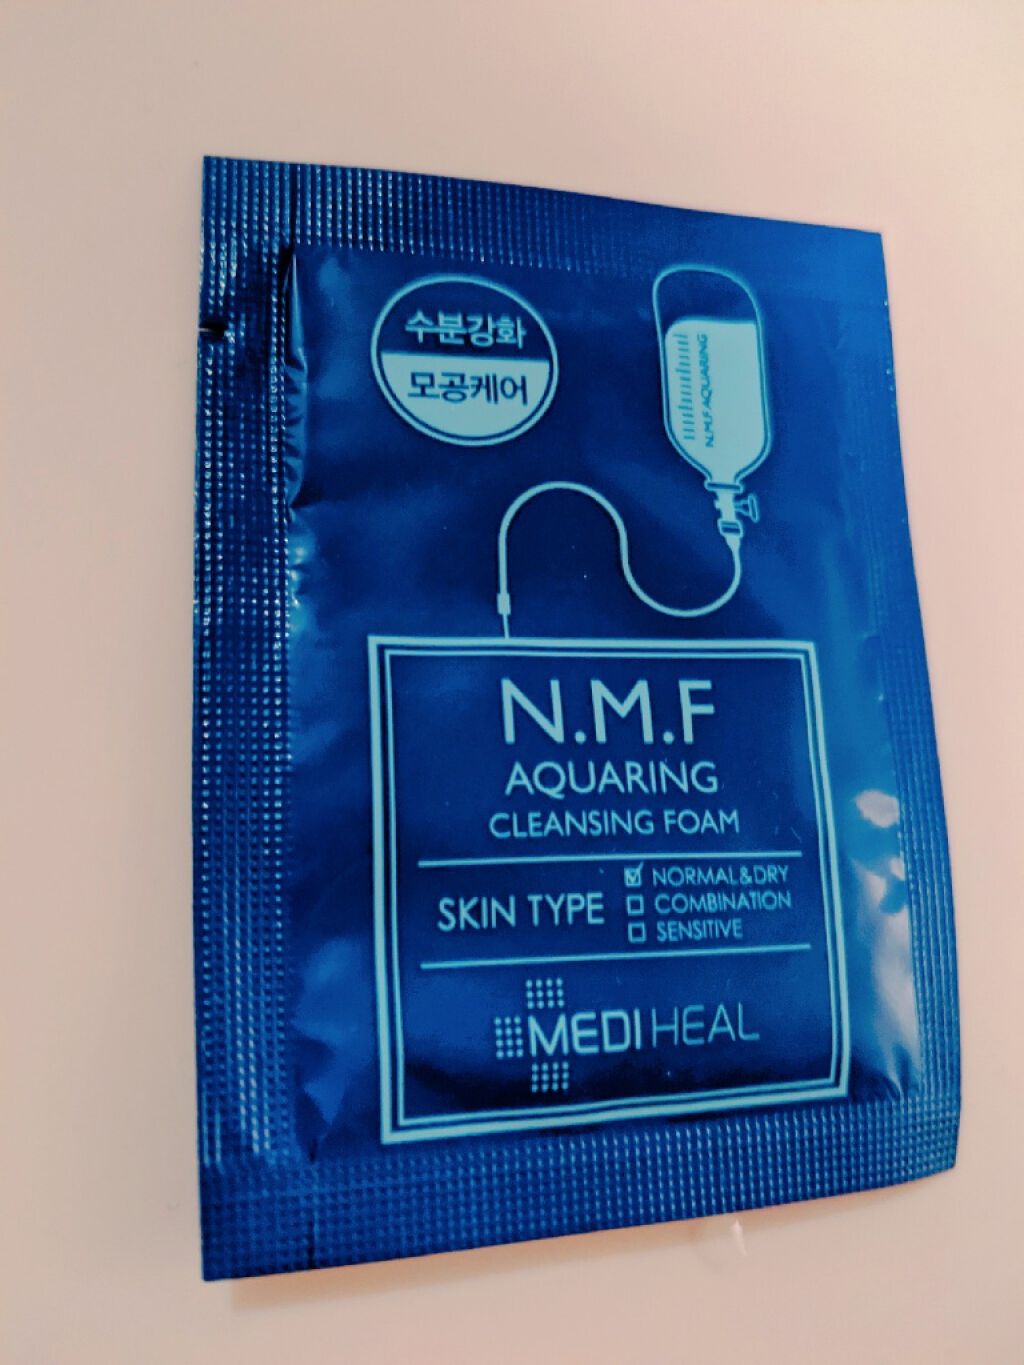 수분강화
모공케어
N.M.F AQUARING
N.M.F
AQUARING
CLEANSING FOAM
SKIN TYPE
NORMAL&DRY
COMBINATION
SENSITIVE
MEDIHEAL